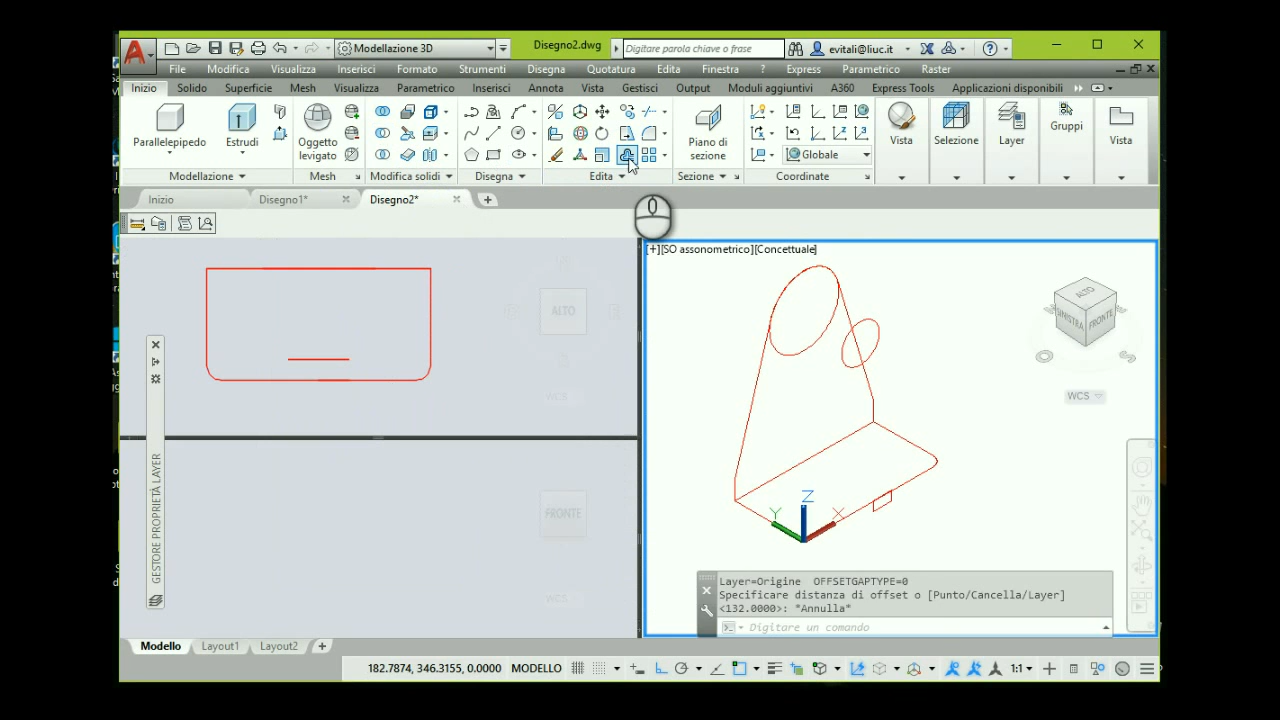 Modellazione 3D
Disegno2.dwg
Digitare parola chiave o frase
evitali@liuc.it
File Modifica Visualizza Inserisci Formato Strumenti Disegna Quotatura Edita Finestra ? Express Parametrico Raster
Inizio Solido Superficie Mesh Visualizza Parametrico Inserisci Annota Vista Gestisci Output Moduli aggiuntivi A360 Express Tools Applicazioni disponibili
Parallelepipedo
Estrudi
Oggetto
levigato
Piano di
sezione
Globale
Vista
Selezione
Layer
Gruppi
Vista
Modellazione
Mesh
Modifica solidi
Disegna
Edita
Sezione
Coordinate
Inizio
Disegno1*
Disegno2*
[+][SO assonometrico][Concettuale]
ALTO
WCS
FRONTE
WCS
GESTORE PROPRIETÀ LAYER
ALTO
SINISTRA
FRONTE
O
S
WCS
Z
Y
X
Layer=Origine OFFSETGAPTYPE=0
Specificare distanza di offset o [Punto/Cancella/Layer]
<132.0000>: *Annulla*
Digitare un comando
Modello Layout1 Layout2
182.7874, 346.3155, 0.0000 MODELLO
1:1